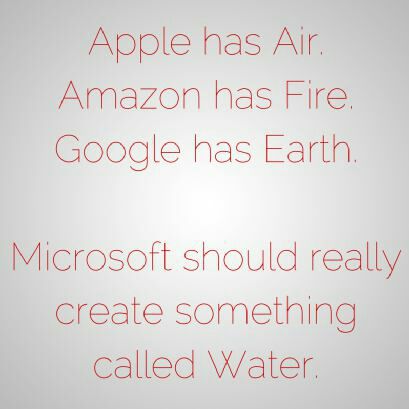 Apple has Air.
Amazon has Fire.
Google has Earth.
Microsoft should really
create something
called Water.